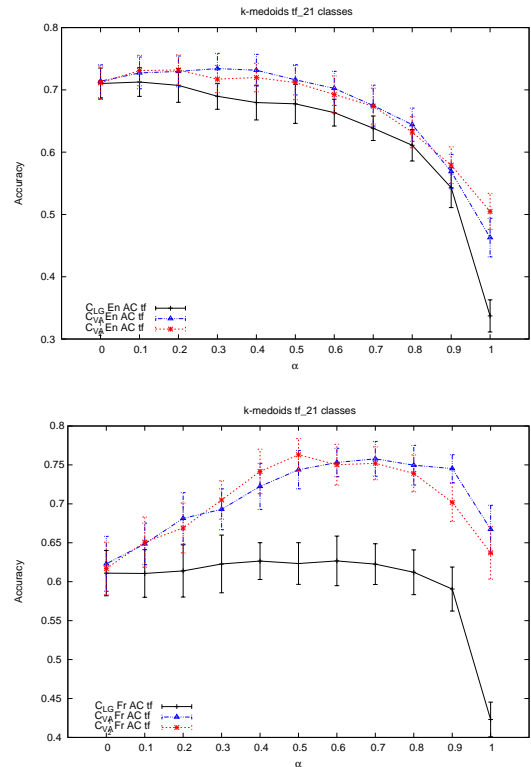 k-medoids tf_21 classes
0.8
0.7
0.6
0.5
0.4
0.3
Accuracy
C_LG En AC tf
C_VA En AC tf
C_VA En AC tf
0 0.1 0.2 0.3 0.4 0.5 0.6 0.7 0.8 0.9 1
α
k-medoids tf_21 classes
0.8
0.75
0.7
0.65
0.6
0.55
0.5
0.45
0.4
Accuracy
C_LG Fr AC tf
C_VA Fr AC tf
C_VA Fr AC tf
0 0.1 0.2 0.3 0.4 0.5 0.6 0.7 0.8 0.9 1
α